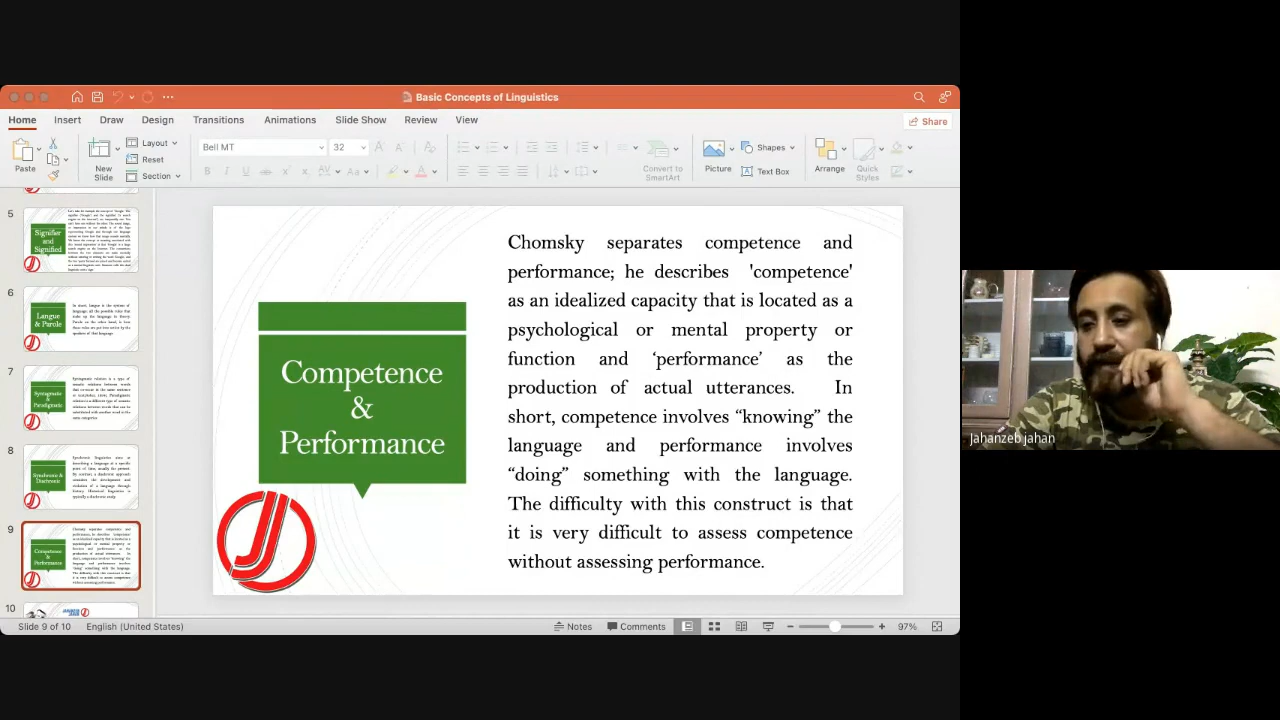 Basic Concepts of Linguistics
Home Insert Draw Design Transitions Animations Slide Show Review View Share
Paste
New
Slide
Layout
Reset
Section
Bell MT 32
Convert to
SmartArt
Picture
Shapes
Text Box
Arrange
Quick
Styles
5
Signifier
and
Signified
6
Langue
& Parole
7
Syntagmatic
&
Paradigmatic
8
Synchronic &
Diachronic
9
Competence
&
Performance
10
Competence
&
Performance
Chomsky separates competence and
performance; he describes 'competence'
as an idealized capacity that is located as a
psychological or mental property or
function and ‘performance’ as the
production of actual utterances. In
short, competence involves “knowing” the
language and performance involves
“doing” something with the language.
The difficulty with this construct is that
it is very difficult to assess competence
without assessing performance.
Jahanzeb jahan
Slide 9 of 10 English (United States) Notes Comments 97%